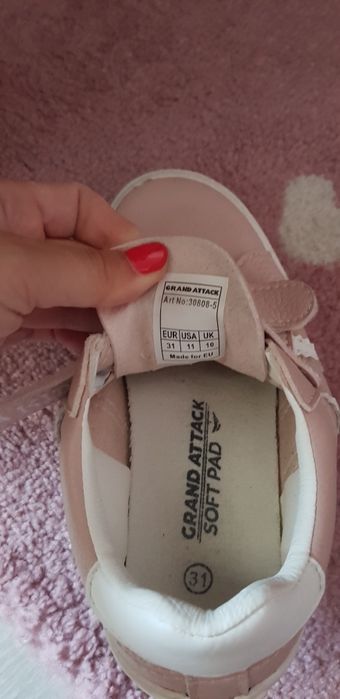 GRAND ATTACK
Art No:30608-5
EUR USA UK
31 11 10
Made for EU
GRAND ATTACK
SOFT PAD
31